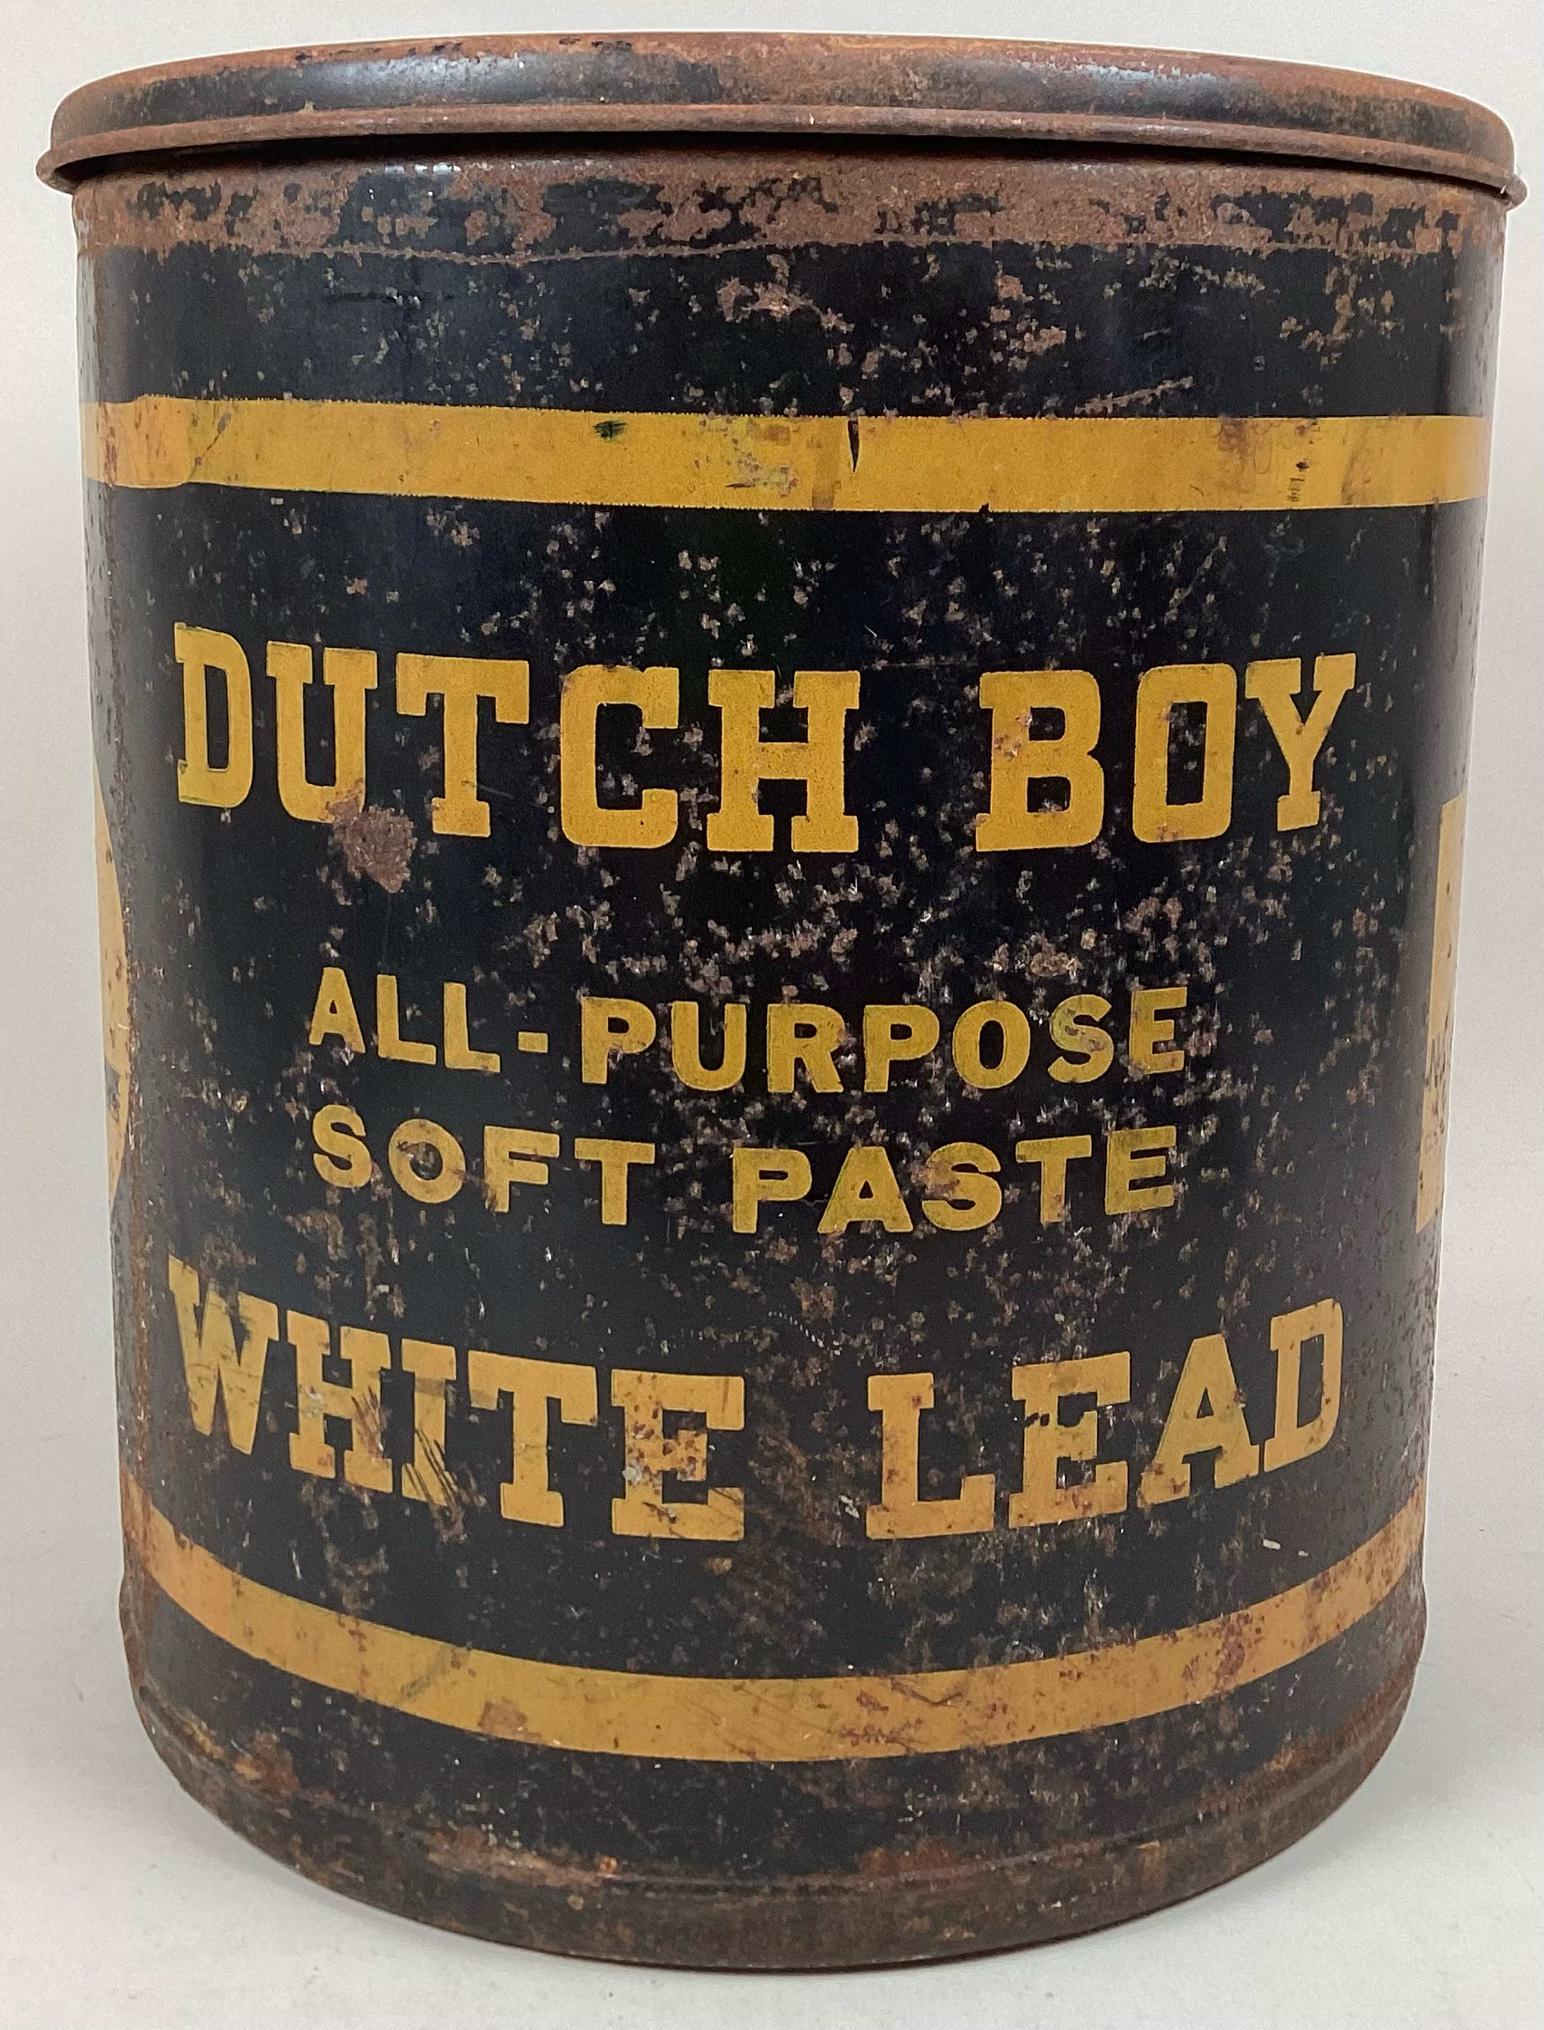 DUTCH BOY
ALL-PURPOSE
SOFT PASTE
WHITE LEAD